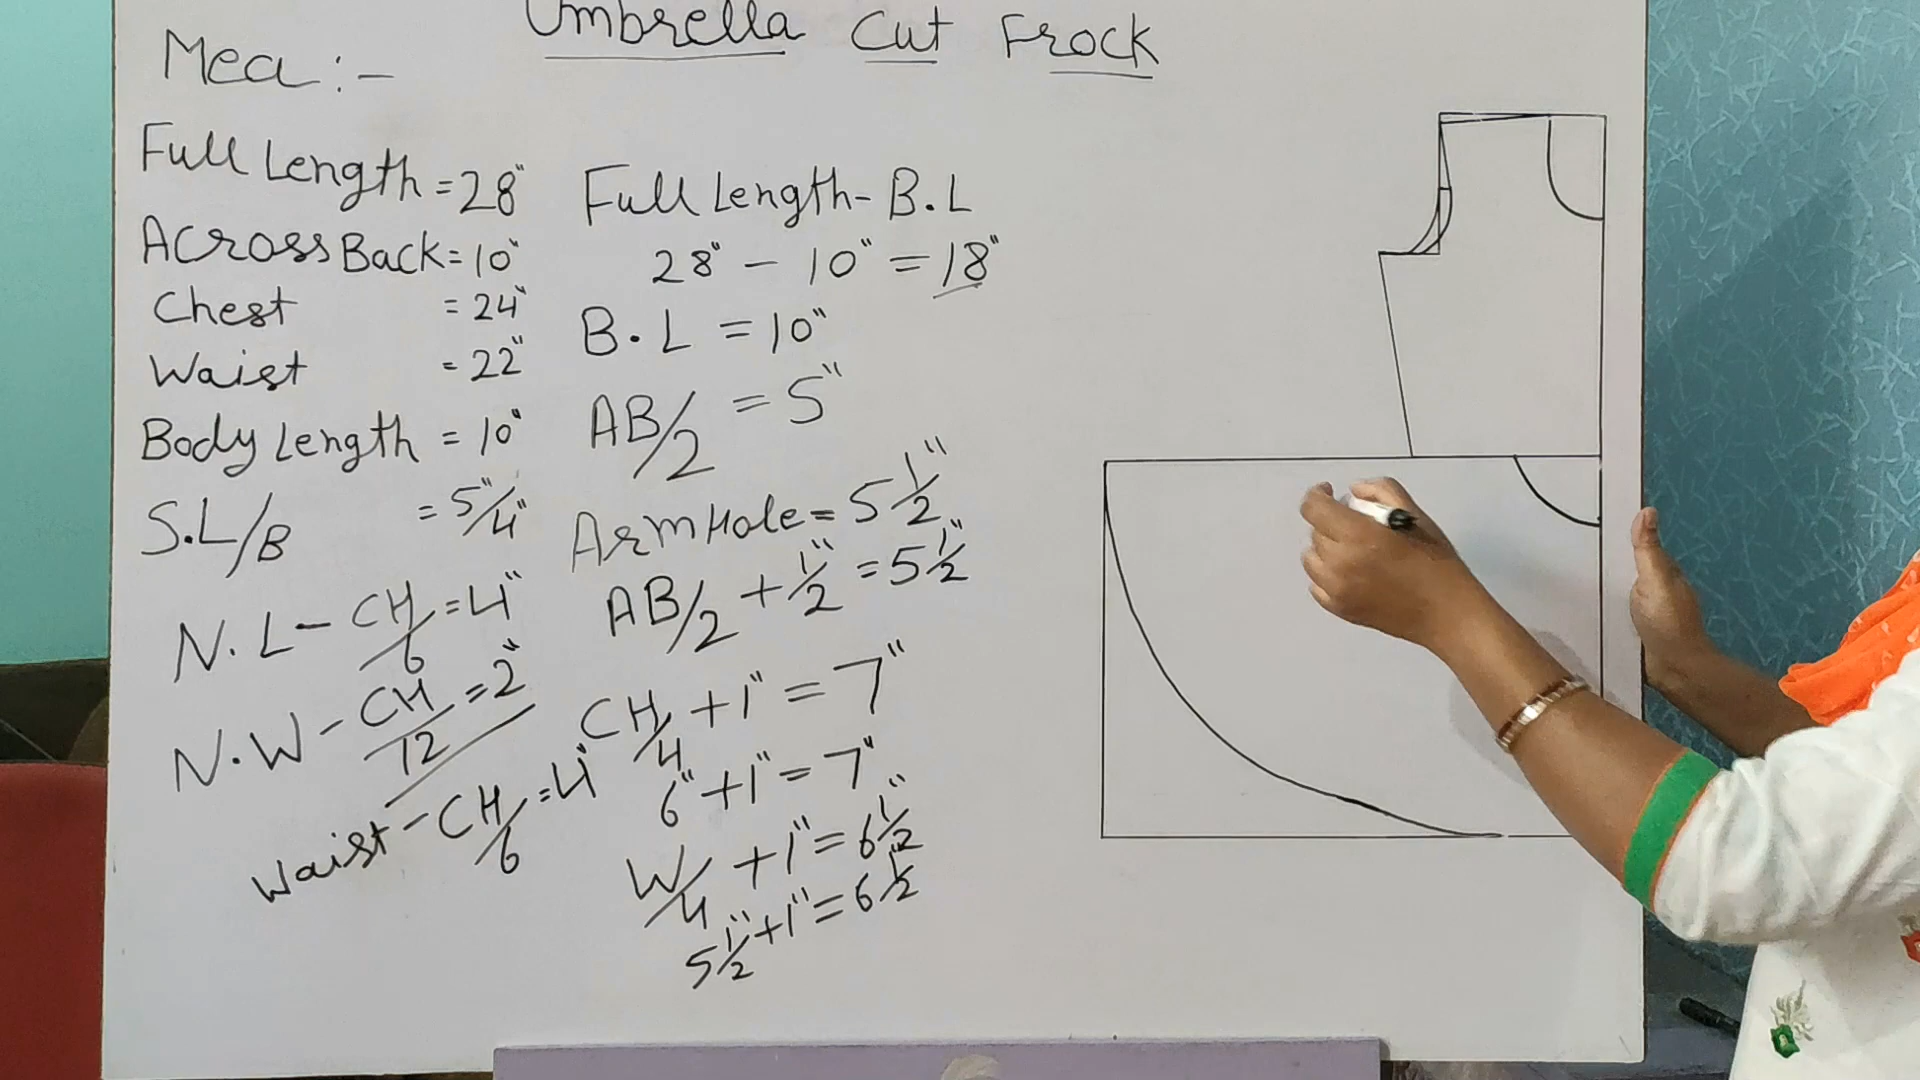 Umbrella Cut Frock
Mea :-
Full Length = 28"
Across Back = 10"
Chest = 24"
Waist = 22"
Body Length = 10"
S.L/B = 5"/4"
N.L - CH/6 = 4"
N.W - CH/12 = 2"
Waist - CH/6 = 4"
Full Length - B.L
28" - 10" = 18"
B.L = 10"
AB/2 = 5"
Arm Hole = 5 1/2"
AB/2 + 1/2" = 5 1/2"
CH/4 + 1" = 7"
6" + 1" = 7"
W/4 + 1" = 6 1/2"
5 1/2" + 1" = 6 1/2